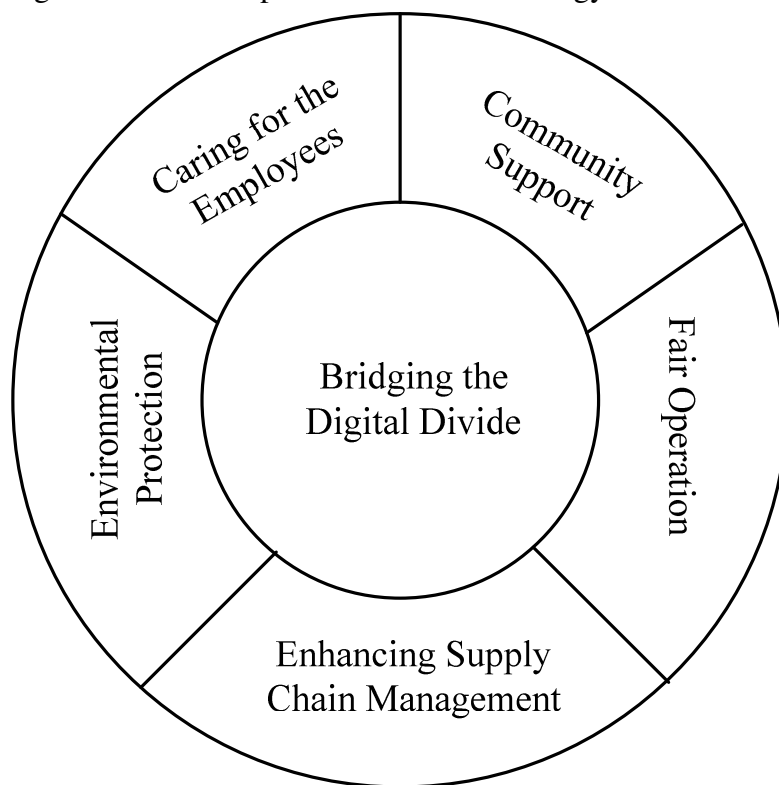 Caring for the
Employees
Community
Support
Environmental
Protection
Bridging the
Digital Divide
Fair Operation
Enhancing Supply
Chain Management